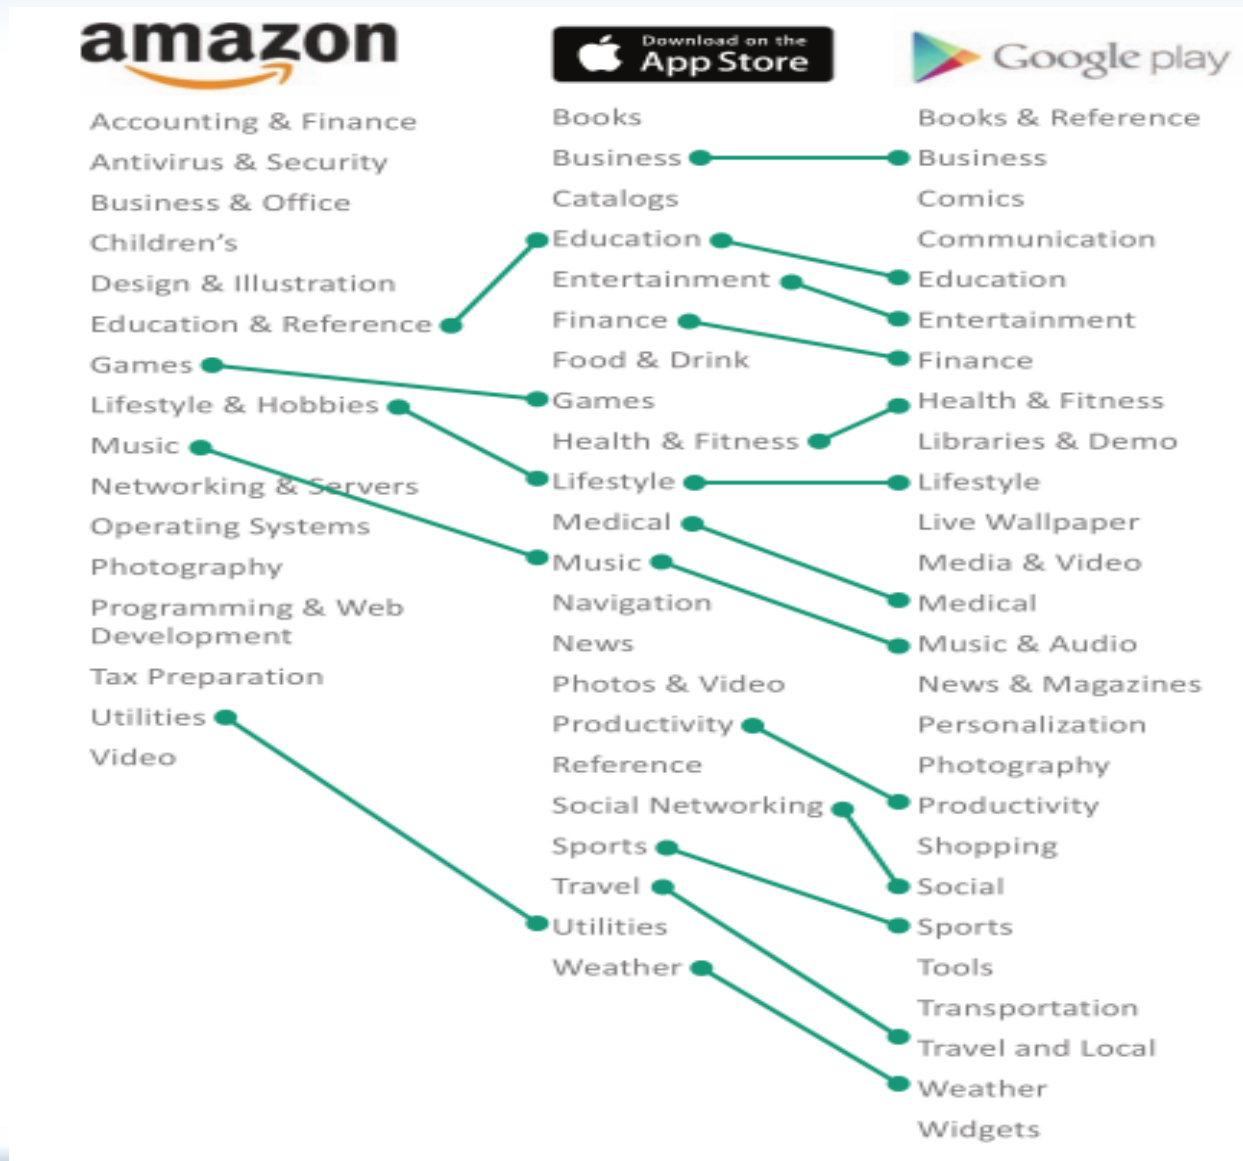 amazon
Accounting & Finance
Antivirus & Security
Business & Office
Children's
Design & Illustration
Education & Reference
Games
Lifestyle & Hobbies
Music
Networking & Servers
Operating Systems
Photography
Programming & Web
Development
Tax Preparation
Utilities
Video
Download on the
App Store
Books
Business
Catalogs
Education
Entertainment
Finance
Food & Drink
Games
Health & Fitness
Lifestyle
Medical
Music
Navigation
News
Photos & Video
Productivity
Reference
Social Networking
Sports
Travel
Utilities
Weather
Google play
Books & Reference
Business
Comics
Communication
Education
Entertainment
Finance
Health & Fitness
Libraries & Demo
Lifestyle
Live Wallpaper
Media & Video
Medical
Music & Audio
News & Magazines
Personalization
Photography
Productivity
Shopping
Social
Sports
Tools
Transportation
Travel and Local
Weather
Widgets